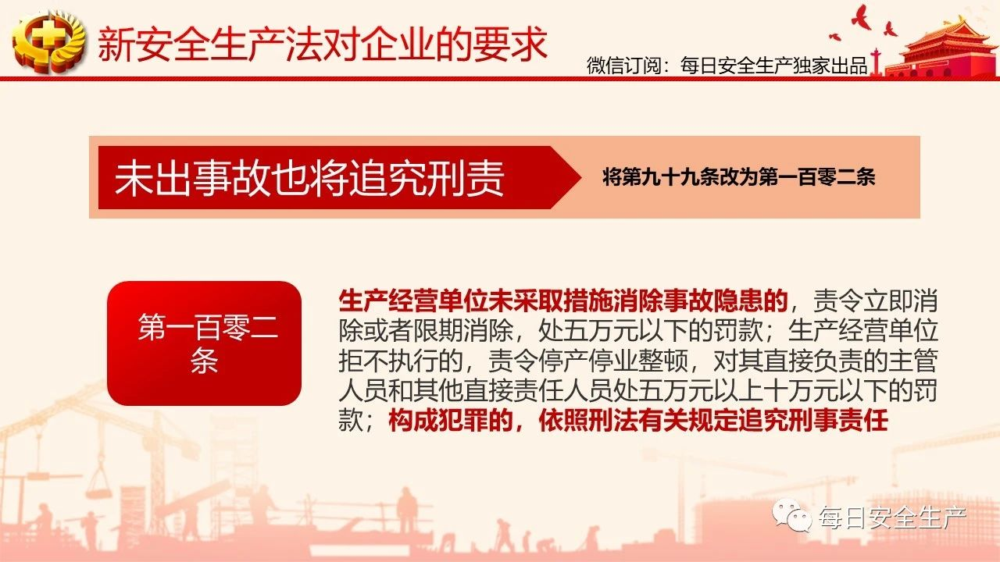 新安全生产法对企业的要求
微信订阅：每日安全生产独家出品
未出事故也将追究刑责
将第九十九条改为第一百零二条
第一百零二
条
生产经营单位未采取措施消除事故隐患的，责令立即消
除或者限期消除，处五万元以下的罚款；生产经营单位
拒不执行的，责令停产停业整顿，对其直接负责的主管
人员和其他直接责任人员处五万元以上十万元以下的罚
款；构成犯罪的，依照刑法有关规定追究刑事责任
每日安全生产